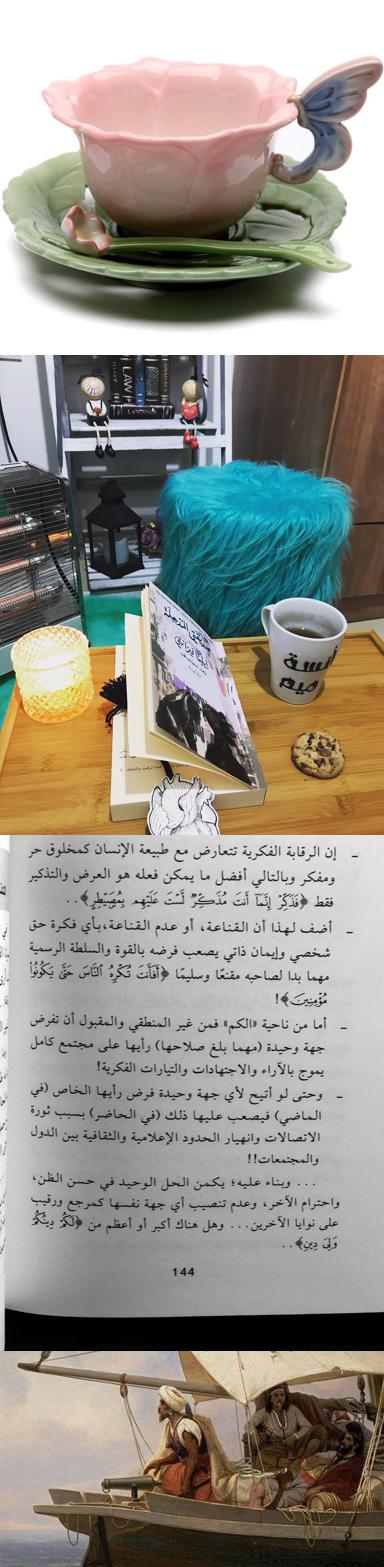 LAW
صديقتي المذهلة
إيلينا فيرانتي
آنسة
ميم
- إن الرقابة الفكرية تتعارض مع طبيعة الإنسان كمخلوق حر
ومفكر وبالتالي أفضل ما يمكن فعله هو العرض والتذكير
فقط ﴿فَذَكِّرْ إِنَّمَا أَنتَ مُذَكِّرٌ لَّسْتَ عَلَيْهِم بِمُصَيْطِرٍ﴾..
- أضف لهذا أن القناعة، أو عدم القناعة، بأي فكرة حق
شخصي وإيمان ذاتي يصعب فرضه بالقوة والسلطة الرسمية
مهما بدا لصاحبه مقنعًا وسليمًا ﴿أَفَأَنتَ تُكْرِهُ النَّاسَ حَتَّىٰ يَكُونُوا
مُؤْمِنِينَ﴾!
- أما من ناحية «الكم» فمن غير المنطقي والمقبول أن تفرض
جهة وحيدة (مهما بلغ صلاحها) رأيها على مجتمع كامل
يموج بالآراء والاجتهادات والتيارات الفكرية!
- وحتى لو أتيح لأي جهة وحيدة فرض رأيها الخاص (في
الماضي) فيصعب عليها ذلك (في الحاضر) بسبب ثورة
الاتصالات وانهيار الحدود الإعلامية والثقافية بين الدول
والمجتمعات!!
... وبناء عليه؛ يكمن الحل الوحيد في حسن الظن،
واحترام الآخر، وعدم تنصيب أي جهة نفسها كمرجع ورقيب
على نوايا الآخرين... وهل هناك أكبر أو أعظم من ﴿لَكُمْ دِينُكُمْ
وَلِيَ دِينِ﴾..
144